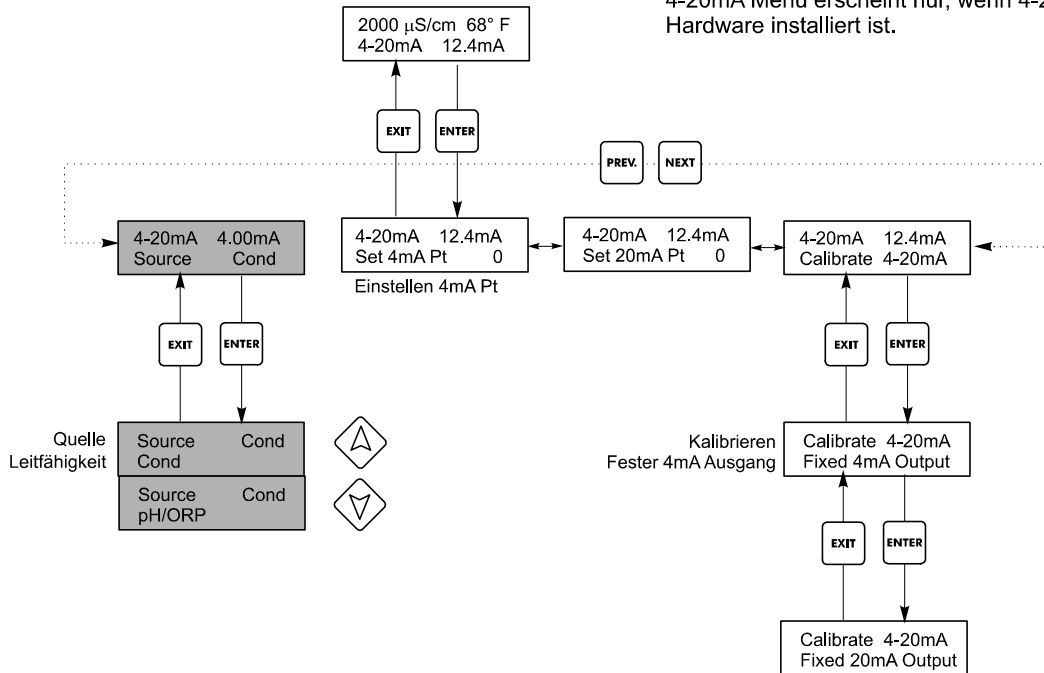 4-20mA Menü erscheint nur, wenn 4-2
Hardware installiert ist.
2000 µS/cm 68° F
4-20mA 12.4mA
EXIT ENTER
PREV. NEXT
4-20mA 4.00mA
Source Cond
4-20mA 12.4mA
Set 4mA Pt 0
Einstellen 4mA Pt
4-20mA 12.4mA
Set 20mA Pt 0
4-20mA 12.4mA
Calibrate 4-20mA
EXIT ENTER
EXIT ENTER
Quelle
Leitfähigkeit
Source Cond
Cond
Source Cond
pH/ORP
Kalibrieren
Fester 4mA Ausgang
Calibrate 4-20mA
Fixed 4mA Output
EXIT ENTER
Calibrate 4-20mA
Fixed 20mA Output